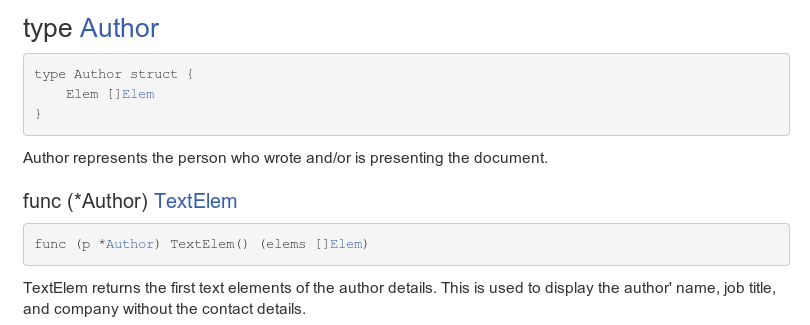 type Author
type Author struct {
    Elem []Elem
}
Author represents the person who wrote and/or is presenting the document.
func (*Author) TextElem
func (p *Author) TextElem() (elems []Elem)
TextElem returns the first text elements of the author details. This is used to display the author' name, job title,
and company without the contact details.